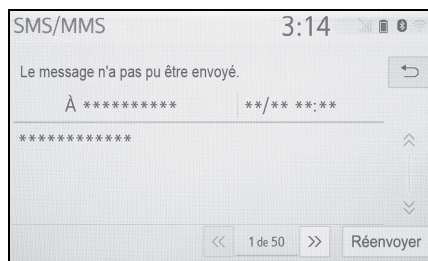 SMS/MMS 3:14
Le message n'a pas pu être envoyé.
À ********** **/** **:**
************
1 de 50 Réenvoyer